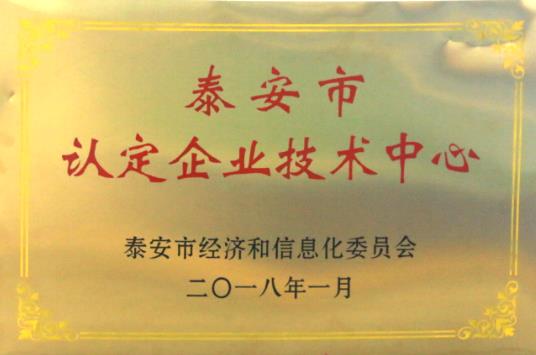 泰安市
认定企业技术中心
泰安市经济和信息化委员会
二〇一八年一月